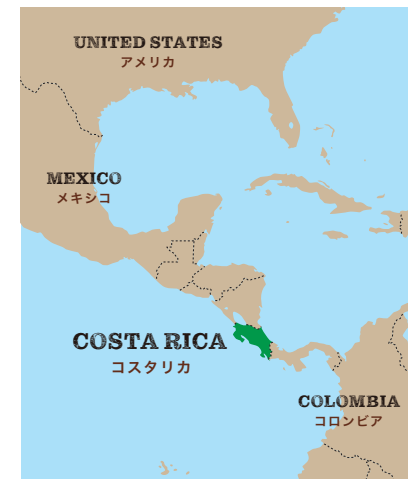 UNITED STATES
アメリカ
MEXICO
メキシコ
COSTA RICA
コスタリカ
COLOMBIA
コロンビア